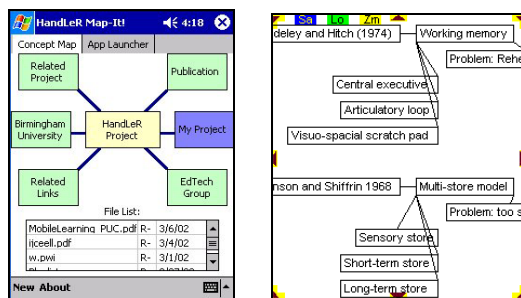 HandLeR Map-It!
4:18
Concept Map
App Launcher
Related
Project
Publication
Birmingham
University
HandLeR
Project
My Project
Related
Links
EdTech
Group
File List:
MobileLearning PUC.pdf R- 3/6/02
ijceell.pdf R- 3/4/02
w.pwi R- 3/1/02
New About
Sa Lo Zm
deley and Hitch (1974)
Working memory
Problem: Rehe
Central executive
Articulatory loop
Visuo-spacial scratch pad
nson and Shiffrin 1968
Multi-store model
Problem: too s
Sensory store
Short-term store
Long-term store